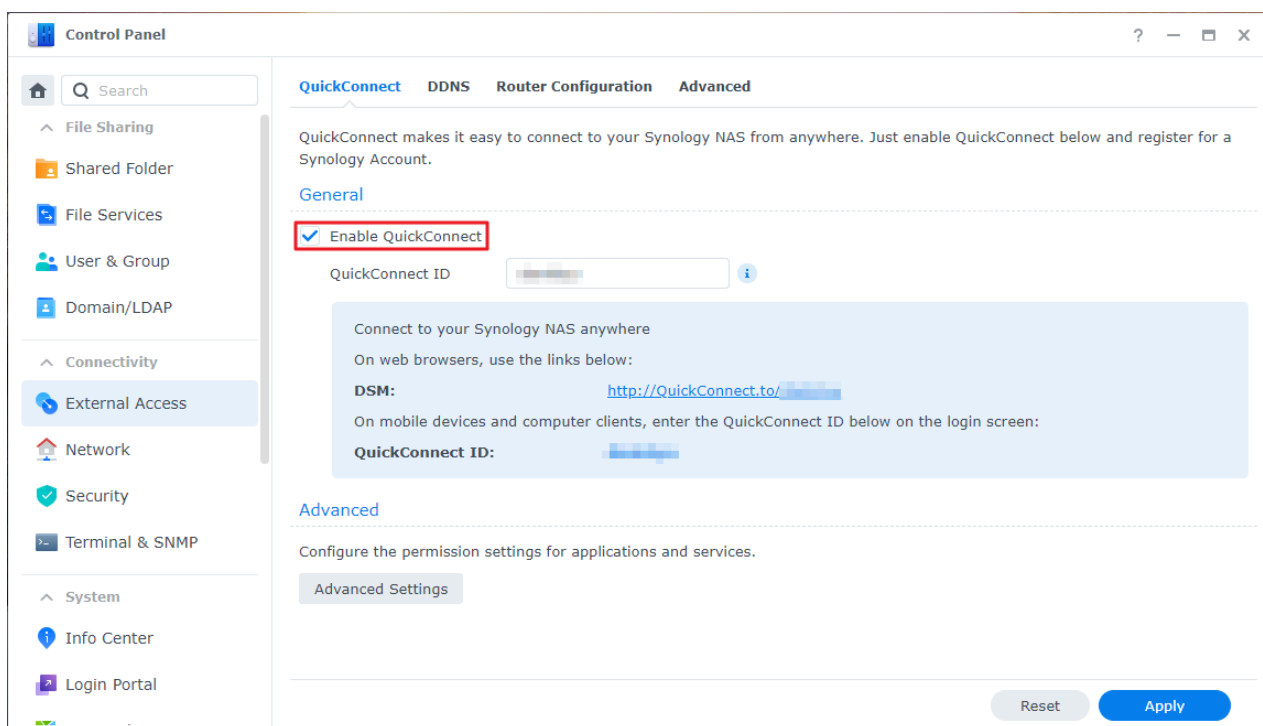 Control Panel
Search
File Sharing
Shared Folder
File Services
User & Group
Domain/LDAP
Connectivity
External Access
Network
Security
Terminal & SNMP
System
Info Center
Login Portal
QuickConnect DDNS Router Configuration Advanced
QuickConnect makes it easy to connect to your Synology NAS from anywhere. Just enable QuickConnect below and register for a
Synology Account.
General
Enable QuickConnect
QuickConnect ID
Connect to your Synology NAS anywhere
On web browsers, use the links below:
DSM: http://QuickConnect.to/
On mobile devices and computer clients, enter the QuickConnect ID below on the login screen:
QuickConnect ID:
Advanced
Configure the permission settings for applications and services.
Advanced Settings
Reset Apply